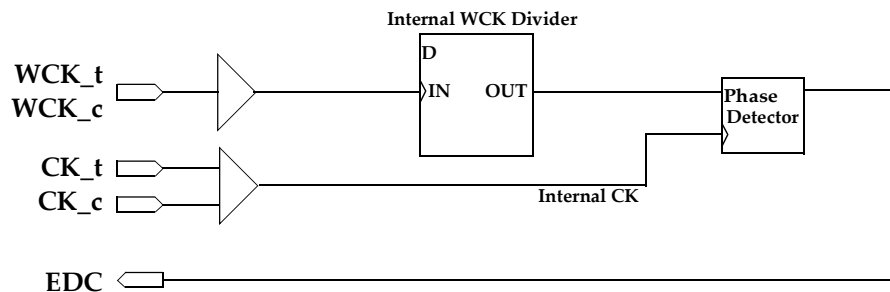 Internal WCK Divider
D
WCK_t
IN
OUT
WCK_c
Phase
Detector
CK_t
CK_c
Internal CK
EDC